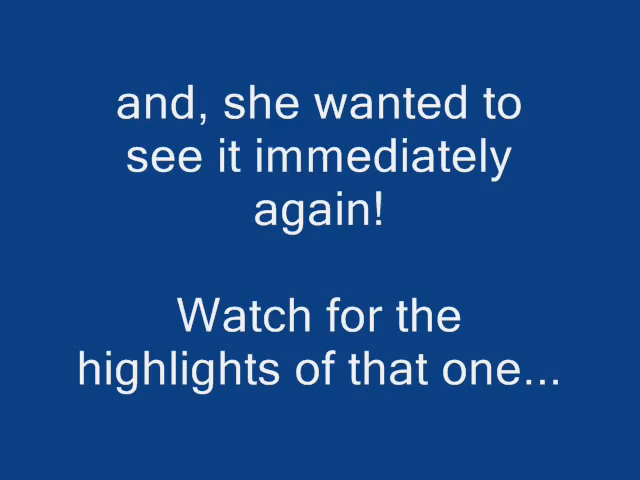 and, she wanted to
see it immediately
again!
Watch for the
highlights of that one...